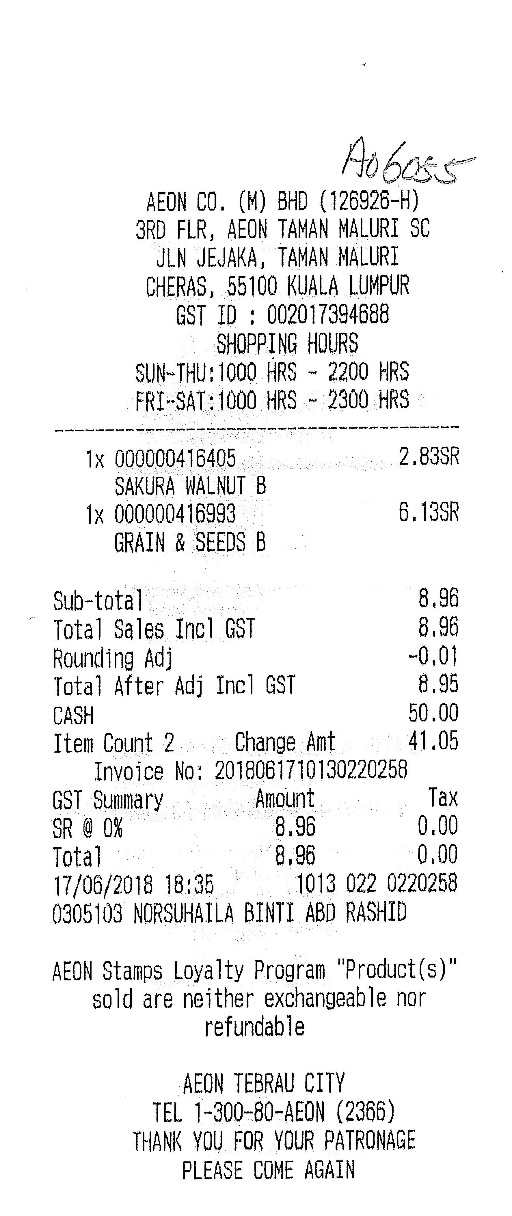 A06055
AEON CO. (M) BHD (126926-H)
3RD FLR, AEON TAMAN MALURI SC
JLN JEJAKA, TAMAN MALURI
CHERAS, 55100 KUALA LUMPUR
GST ID : 002017394688
SHOPPING HOURS
SUN-THU:1000 HRS - 2200 HRS
FRI-SAT:1000 HRS - 2300 HRS
1x 000000416405 2.83SR
SAKURA WALNUT B
1x 000000416993 6.13SR
GRAIN & SEEDS B
Sub-total 8.96
Total Sales Incl GST 8.96
Rounding Adj -0.01
Total After Adj Incl GST 8.95
CASH 50.00
Item Count 2 Change Amt 41.05
Invoice No: 2018061710130220258
GST Summary Amount Tax
SR @ 0% 8.96 0.00
Total 8.96 0.00
17/06/2018 18:35 1013 022 0220258
0305103 NORSUHAILA BINTI ABD RASHID
AEON Stamps Loyalty Program "Product(s)"
sold are neither exchangeable nor
refundable
AEON TEBRAU CITY
TEL 1-300-80-AEON (2366)
THANK YOU FOR YOUR PATRONAGE
PLEASE COME AGAIN